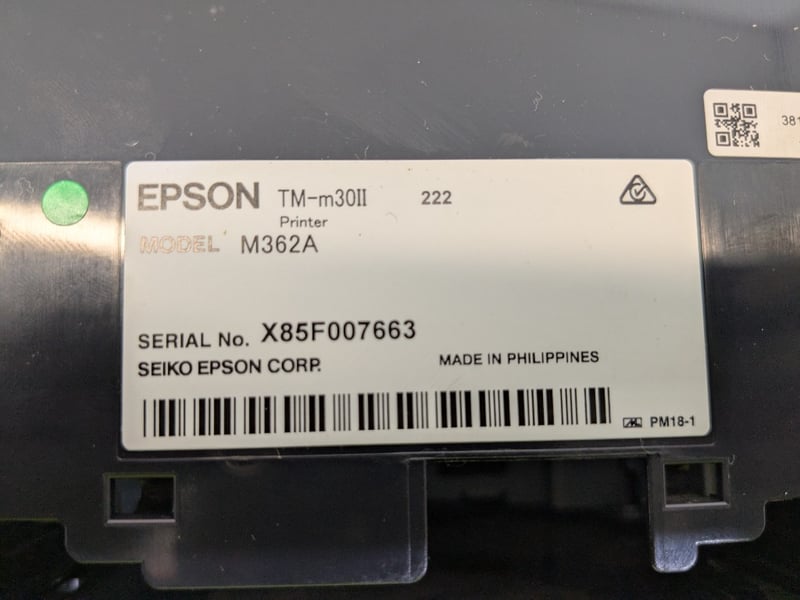 EPSON TM-m30II 222
Printer
MODEL M362A
SERIAL No. X85F007663
SEIKO EPSON CORP. MADE IN PHILIPPINES
PM18-1
381